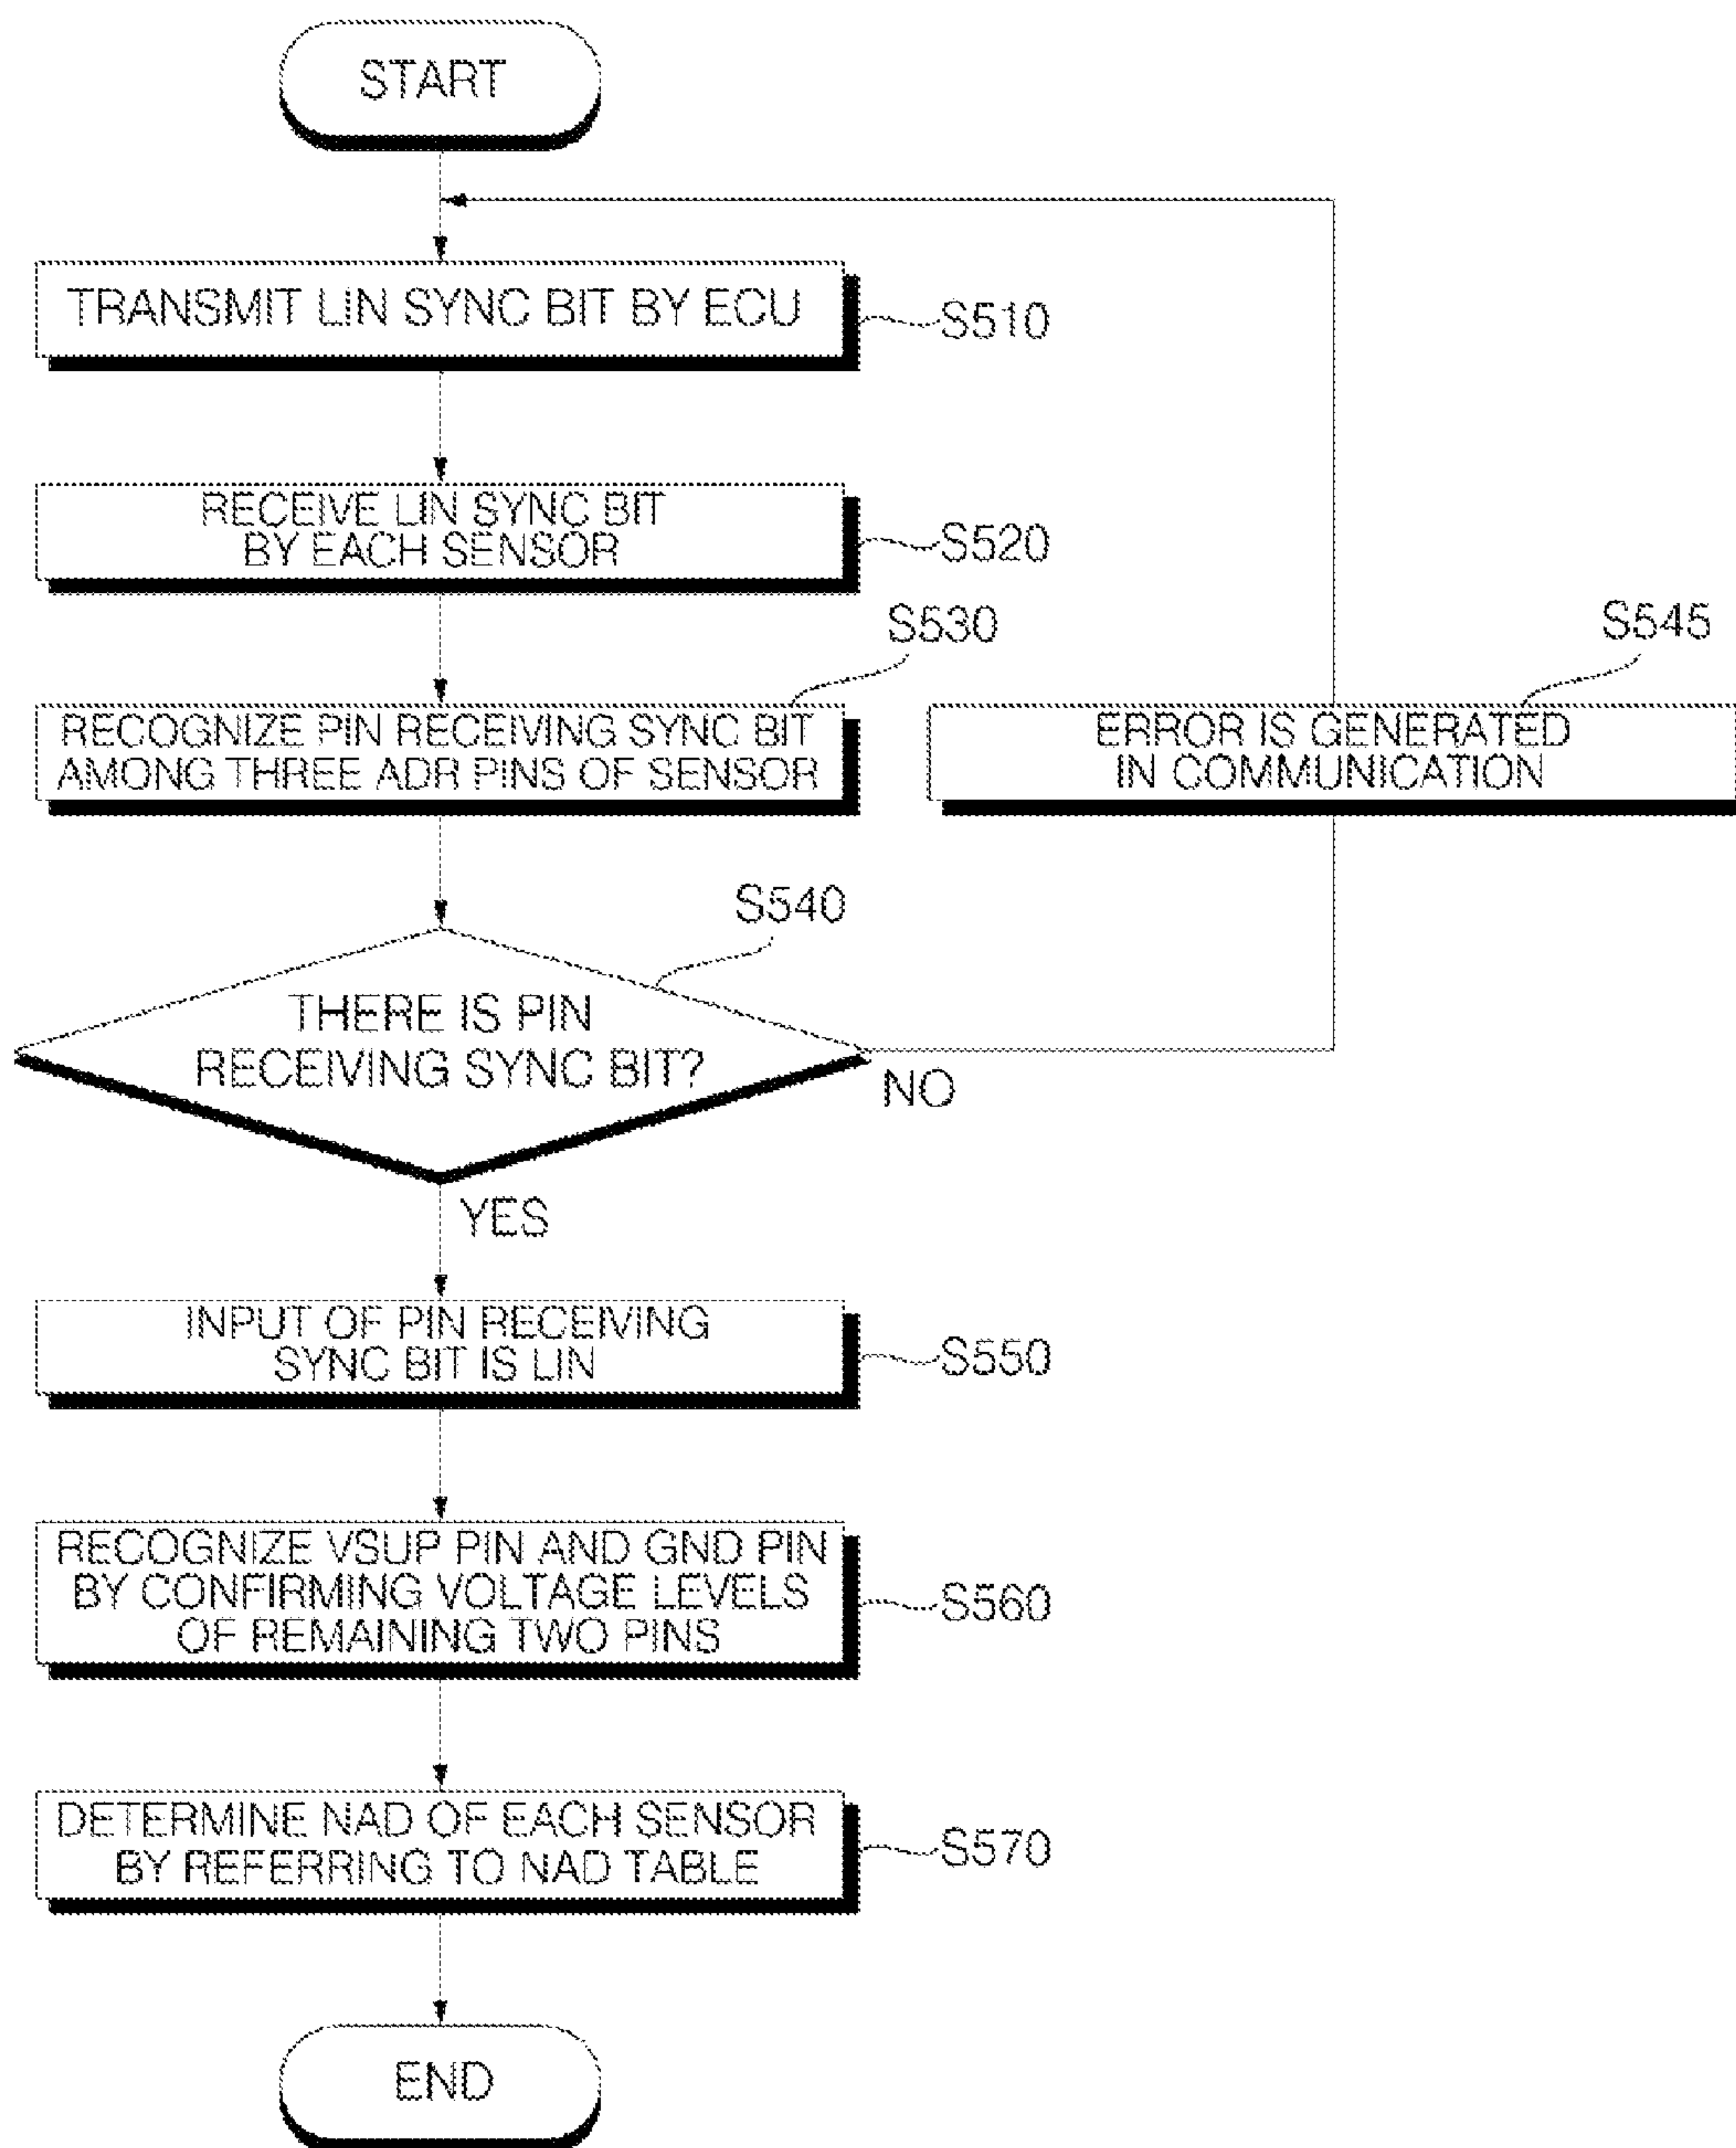 START
TRANSMIT LIN SYNC BIT BY ECU
S510
RECEIVE LIN SYNC BIT
BY EACH SENSOR
S520
S530
RECOGNIZE PIN RECEIVING SYNC BIT
AMONG THREE ADR PINS OF SENSOR
S545
ERROR IS GENERATED
IN COMMUNICATION
S540
THERE IS PIN
RECEIVING SYNC BIT?
NO
YES
INPUT OF PIN RECEIVING
SYNC BIT IS LIN
S550
RECOGNIZE VSUP PIN AND GND PIN
BY CONFIRMING VOLTAGE LEVELS
OF REMAINING TWO PINS
S560
DETERMINE NAD OF EACH SENSOR
BY REFERRING TO NAD TABLE
S570
END